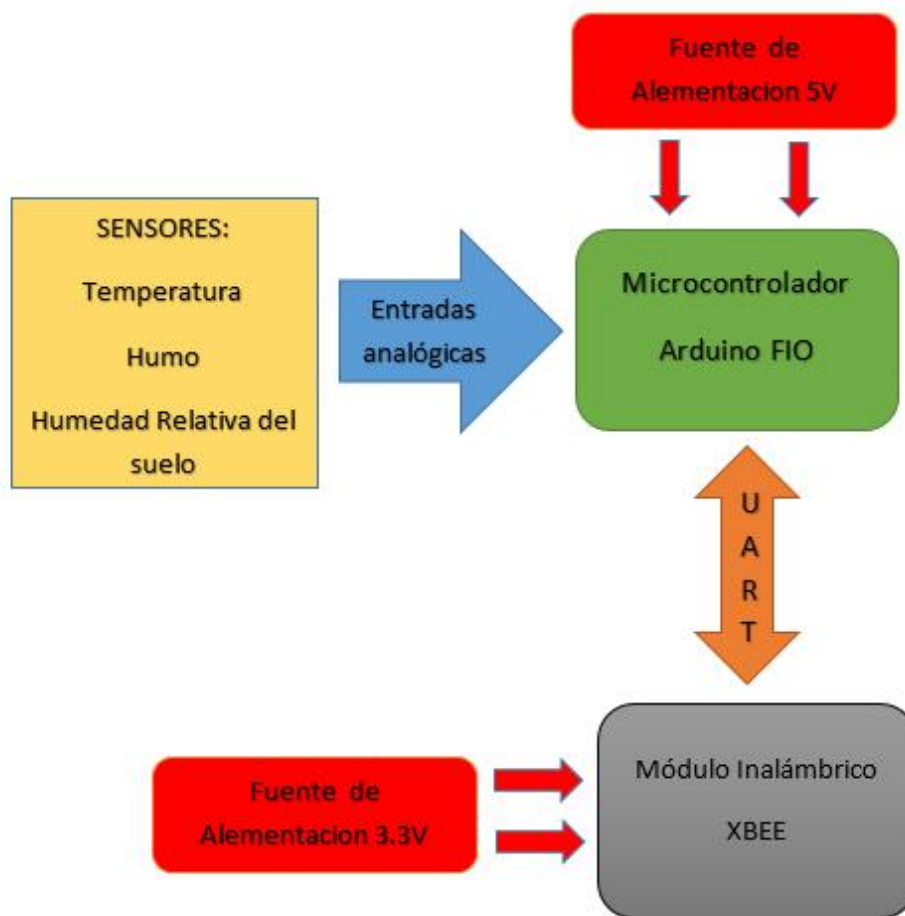 Fuente de
Alementacion 5V
SENSORES:
Temperatura
Humo
Humedad Relativa del
suelo
Entradas
analógicas
Microcontrolador
Arduino FIO
U
A
R
T
Módulo Inalámbrico
XBEE
Fuente de
Alementacion 3.3V